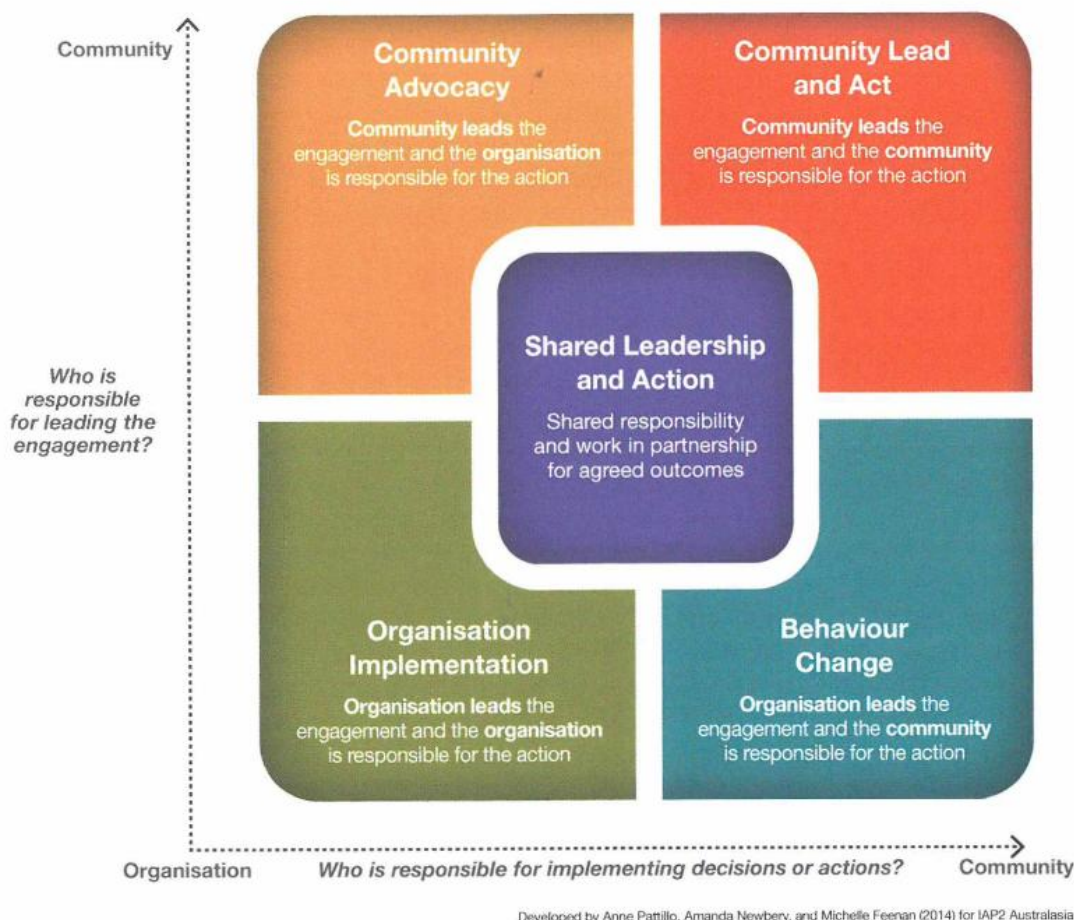 Community
Community
Advocacy
Community leads the
engagement and the organisation
is responsible for the action
Community Lead
and Act
Community leads the
engagement and the community
is responsible for the action
Who is
responsible
for leading the
engagement?
Shared Leadership
and Action
Shared responsibility
and work in partnership
for agreed outcomes
Organisation
Implementation
Organisation leads the
engagement and the organisation
is responsible for the action
Behaviour
Change
Organisation leads the
engagement and the community
is responsible for the action
Organisation
Who is responsible for implementing decisions or actions?
Community
Developed by Anne Pattillo, Amanda Newbery, and Michelle Feenan (2014) for IAP2 Australasia